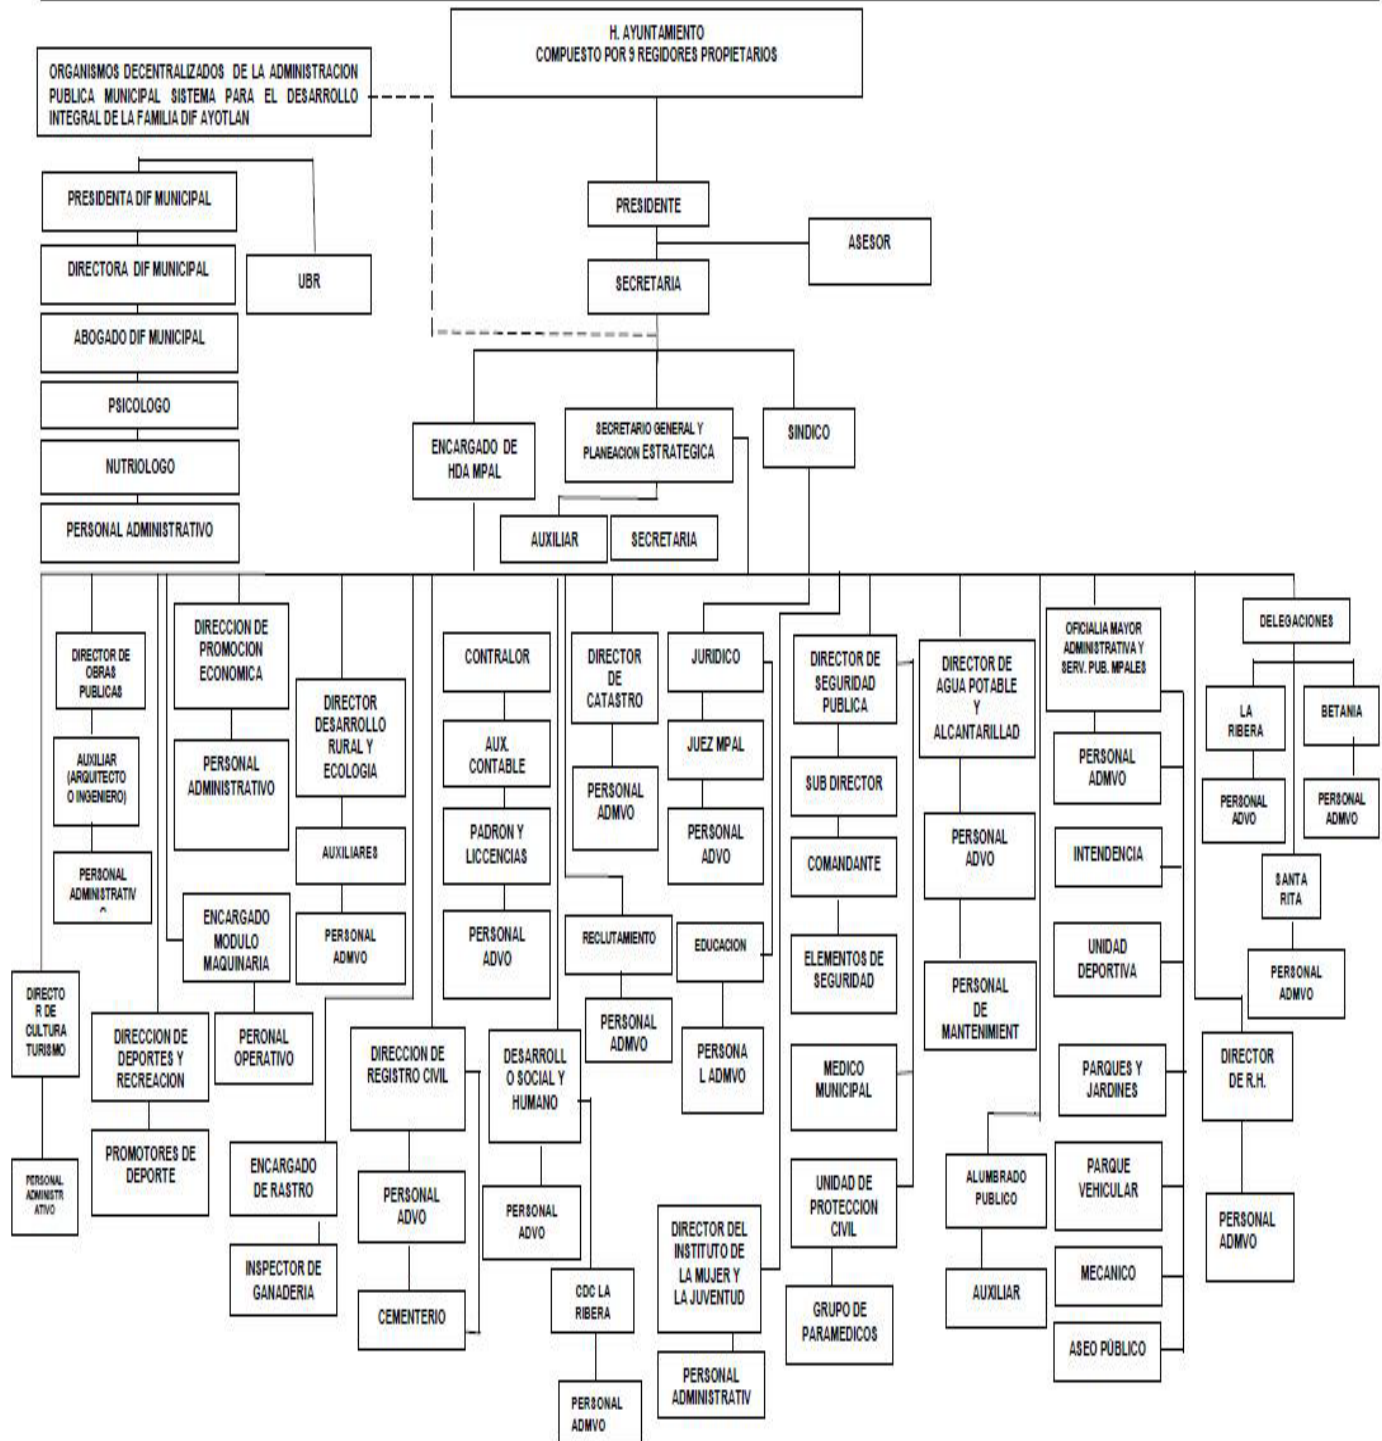 H. AYUNTAMIENTO
COMPUESTO POR 9 REGIDORES PROPIETARIOS
ORGANISMOS DECENTRALIZADOS DE LA ADMINISTRACION
PUBLICA MUNICIPAL SISTEMA PARA EL DESARROLLO
INTEGRAL DE LA FAMILIA DIF AYOTLAN
PRESIDENTA DIF MUNICIPAL
DIRECTORA DIF MUNICIPAL
UBR
ABOGADO DIF MUNICIPAL
PSICOLOGO
NUTRIOLOGO
PERSONAL ADMINISTRATIVO
PRESIDENTE
ASESOR
SECRETARIA
ENCARGADO DE
HDA MPAL
SECRETARIO GENERAL Y
PLANEACION ESTRATEGICA
SINDICO
AUXILIAR
SECRETARIA
DIRECTOR DE
OBRAS
PUBLICAS
AUXILIAR
(ARQUITECTO
O INGENIERO)
PERSONAL
ADMINISTRATIV
DIRECTO
R DE
CULTURA
TURISMO
PERSONAL
ADMINISTR
ATIVO
DIRECCION DE
PROMOCION
ECONOMICA
PERSONAL
ADMINISTRATIVO
ENCARGADO
MODULO
MAQUINARIA
PERONAL
OPERATIVO
DIRECCION DE
DEPORTES Y
RECREACION
PROMOTORES DE
DEPORTE
DIRECTOR
DESARROLLO
RURAL Y
ECOLOGIA
AUXILIARES
PERSONAL
ADMVO
ENCARGADO
DE RASTRO
INSPECTOR DE
GANADERIA
DIRECCION DE
REGISTRO CIVIL
PERSONAL
ADVO
CEMENTERIO
CONTRALOR
AUX.
CONTABLE
PADRON Y
LICCENCIAS
PERSONAL
ADVO
DESARROLL
O SOCIAL Y
HUMANO
PERSONAL
ADVO
CDC LA
RIBERA
PERSONAL
ADMVO
DIRECTOR
DE
CATASTRO
PERSONAL
ADMVO
RECLUTAMIENTO
PERSONAL
ADMVO
JURIDICO
JUEZ MPAL
PERSONAL
ADVO
EDUCACION
PERSONA
L ADMVO
DIRECTOR DEL
INSTITUTO DE
LA MUJER Y
LA JUVENTUD
PERSONAL
ADMINISTRATIV
DIRECTOR DE
SEGURIDAD
PUBLICA
SUB DIRECTOR
COMANDANTE
ELEMENTOS DE
SEGURIDAD
MEDICO
MUNICIPAL
UNIDAD DE
PROTECCION
CIVIL
GRUPO DE
PARAMEDICOS
DIRECTOR DE
AGUA POTABLE
Y
ALCANTARILLAD
PERSONAL
ADVO
PERSONAL
DE
MANTENIMIENT
ALUMBRADO
PUBLICO
AUXILIAR
OFICIALIA MAYOR
ADMINISTRATIVA Y
SERV. PUB. MPALES
PERSONAL
ADMVO
INTENDENCIA
UNIDAD
DEPORTIVA
PARQUES Y
JARDINES
PARQUE
VEHICULAR
MECANICO
ASEO PÚBLICO
DELEGACIONES
LA
RIBERA
PERSONAL
ADVO
BETANIA
PERSONAL
ADMVO
SANTA
RITA
PERSONAL
ADMVO
DIRECTOR
DE R.H.
PERSONAL
ADMVO